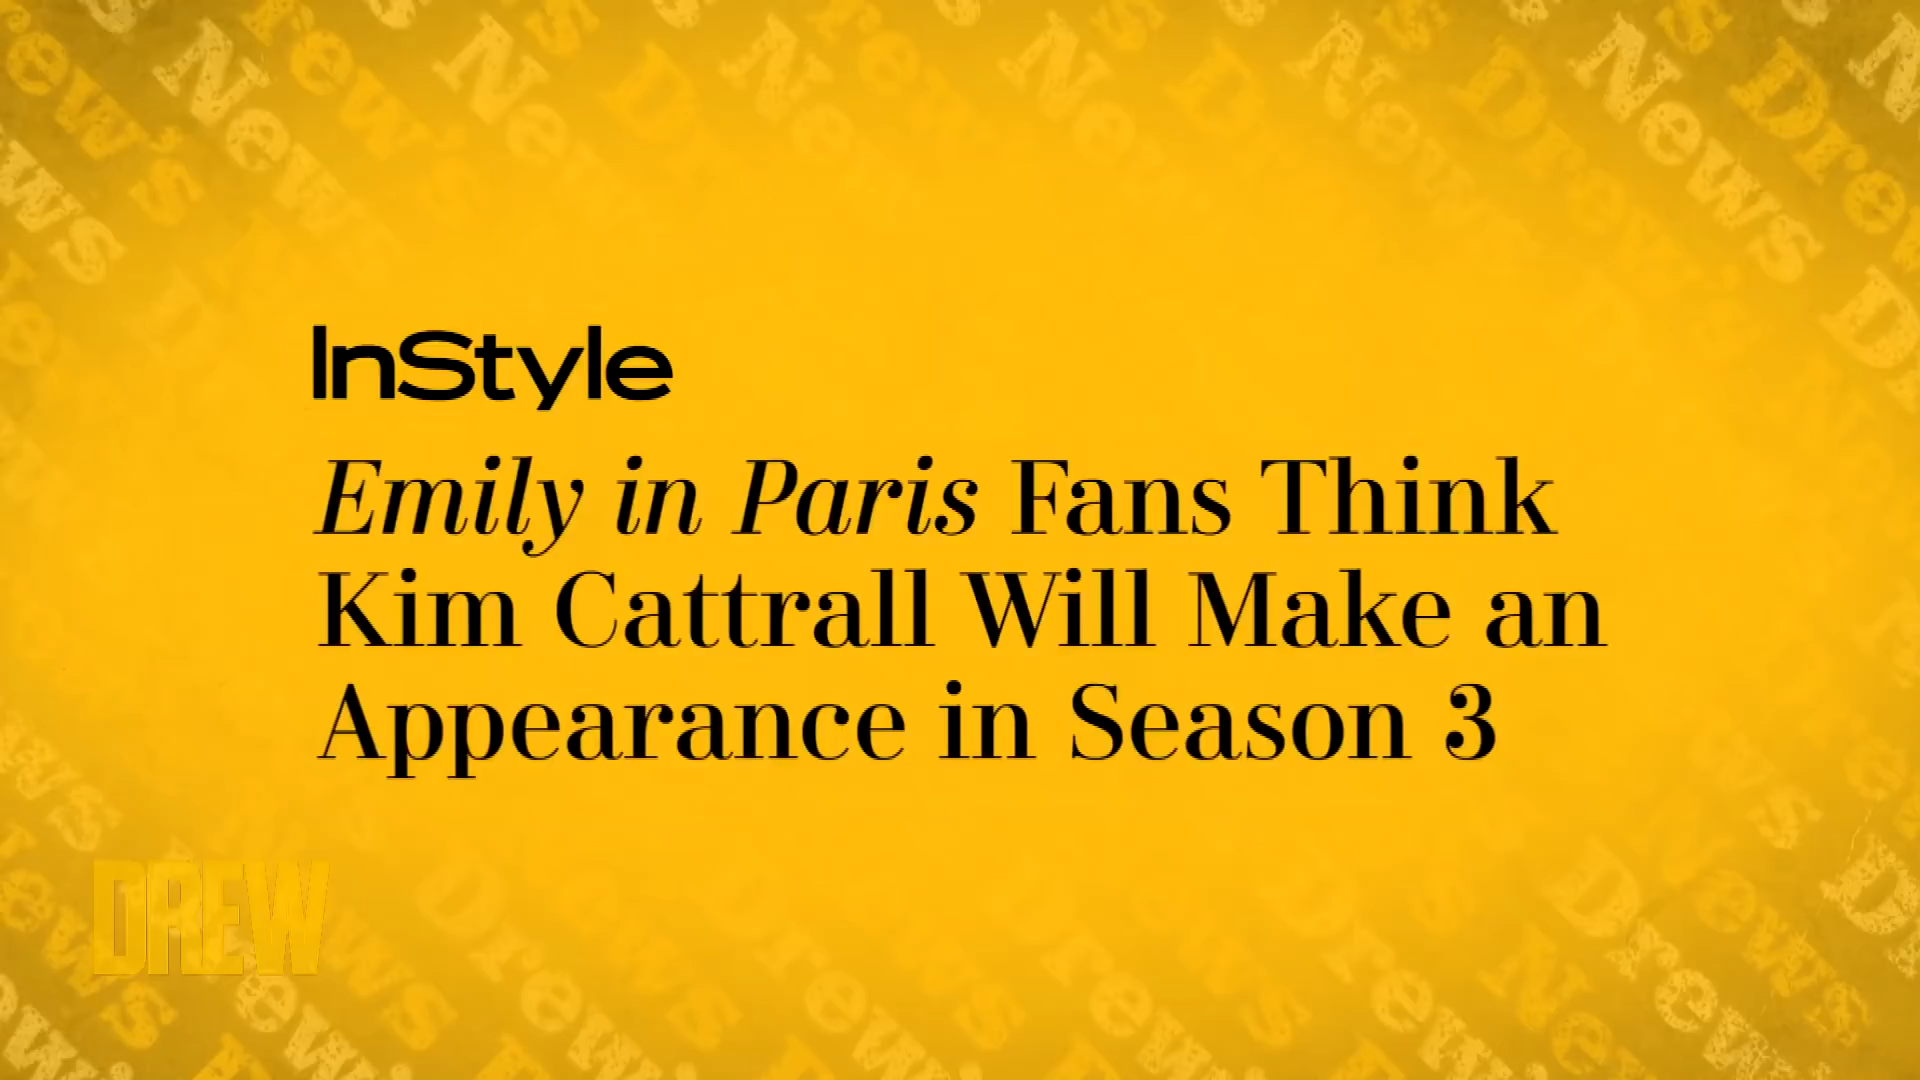 InStyle
Emily in Paris Fans Think
Kim Cattrall Will Make an
Appearance in Season 3
DREW